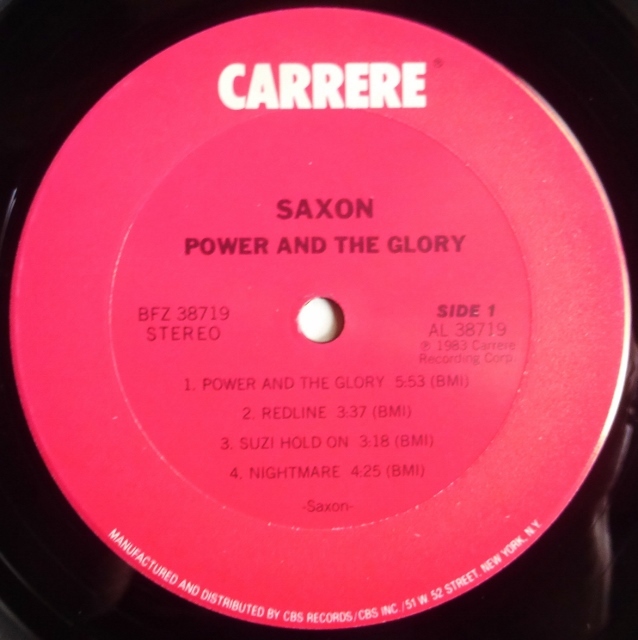 CARRERE®
SAXON
POWER AND THE GLORY
BFZ 38719
STEREO
SIDE 1
AL 38719
℗ 1983 Carrere
Recording Corp.
1. POWER AND THE GLORY 5:53 (BMI)
2. REDLINE 3:37 (BMI)
3. SUZI HOLD ON 3:18 (BMI)
4. NIGHTMARE 4:25 (BMI)
-Saxon-
MANUFACTURED AND DISTRIBUTED BY CBS RECORDS/CBS INC./51 W 52 STREET, NEW YORK, N.Y.